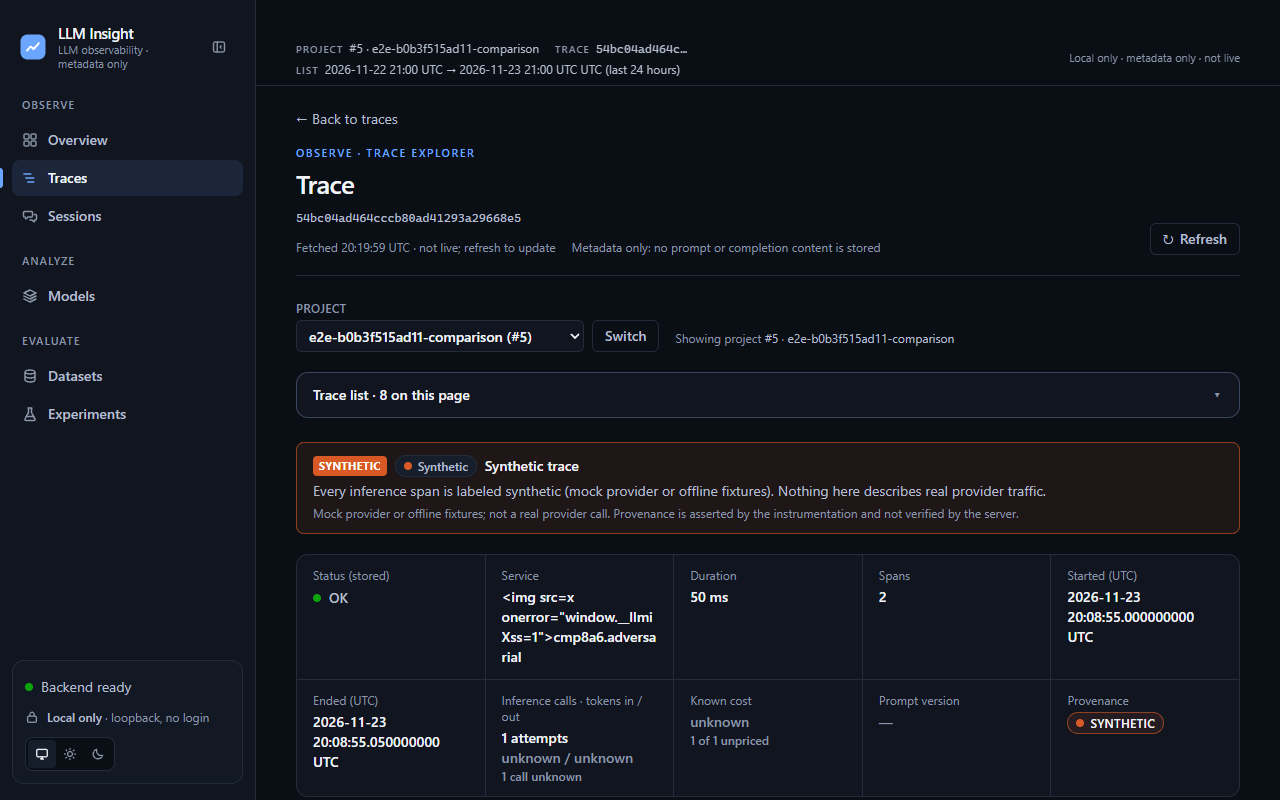 LLM Insight
LLM observability ·
metadata only
OBSERVE
Overview
Traces
Sessions
ANALYZE
Models
EVALUATE
Datasets
Experiments
Backend ready
Local only · loopback, no login
PROJECT #5 · e2e-b0b3f515ad11-comparison TRACE 54bc04ad464c…
LIST 2026-11-22 21:00 UTC → 2026-11-23 21:00 UTC UTC (last 24 hours)
Local only · metadata only · not live
← Back to traces
OBSERVE · TRACE EXPLORER
Trace
54bc04ad464cccb80ad41293a29668e5
Fetched 20:19:59 UTC · not live; refresh to update Metadata only: no prompt or completion content is stored
↻ Refresh
PROJECT
e2e-b0b3f515ad11-comparison (#5)
Switch
Showing project #5 · e2e-b0b3f515ad11-comparison
Trace list · 8 on this page
SYNTHETIC Synthetic Synthetic trace
Every inference span is labeled synthetic (mock provider or offline fixtures). Nothing here describes real provider traffic.
Mock provider or offline fixtures; not a real provider call. Provenance is asserted by the instrumentation and not verified by the server.
Status (stored)
OK
Service
<img src=x
onerror="window.__llmi
Xss=1">cmp8a6.adversa
rial
Duration
50 ms
Spans
2
Started (UTC)
2026-11-23
20:08:55.000000000
UTC
Ended (UTC)
2026-11-23
20:08:55.050000000
UTC
Inference calls · tokens in /
out
1 attempts
unknown / unknown
1 call unknown
Known cost
unknown
1 of 1 unpriced
Prompt version
—
Provenance
SYNTHETIC